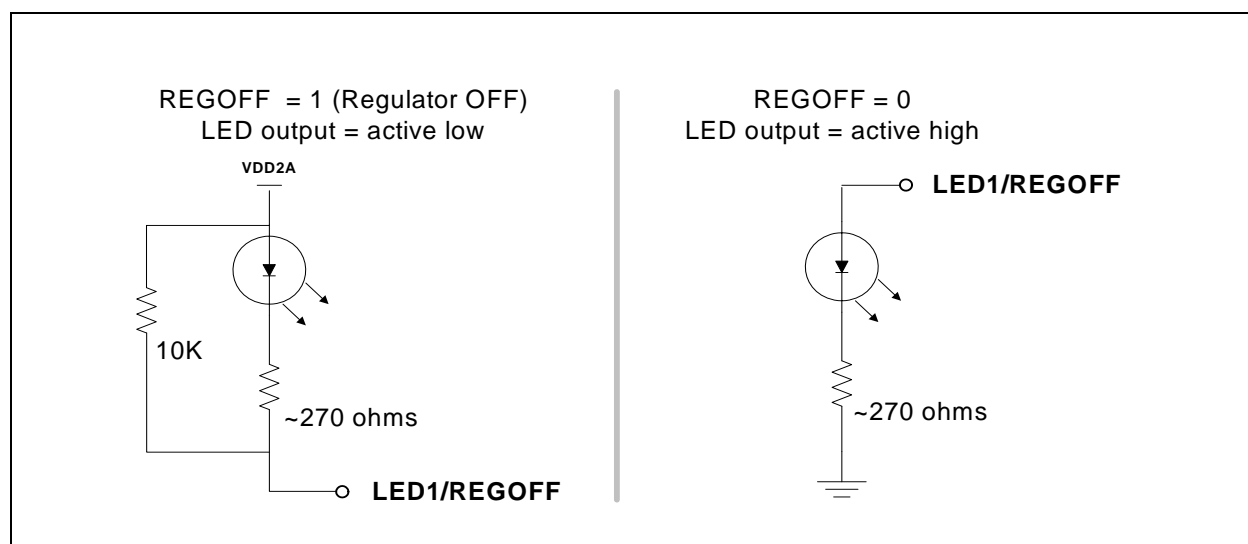 REGOFF = 1 (Regulator OFF)
LED output = active low
VDD2A
10K
~270 ohms
LED1/REGOFF
REGOFF = 0
LED output = active high
LED1/REGOFF
~270 ohms